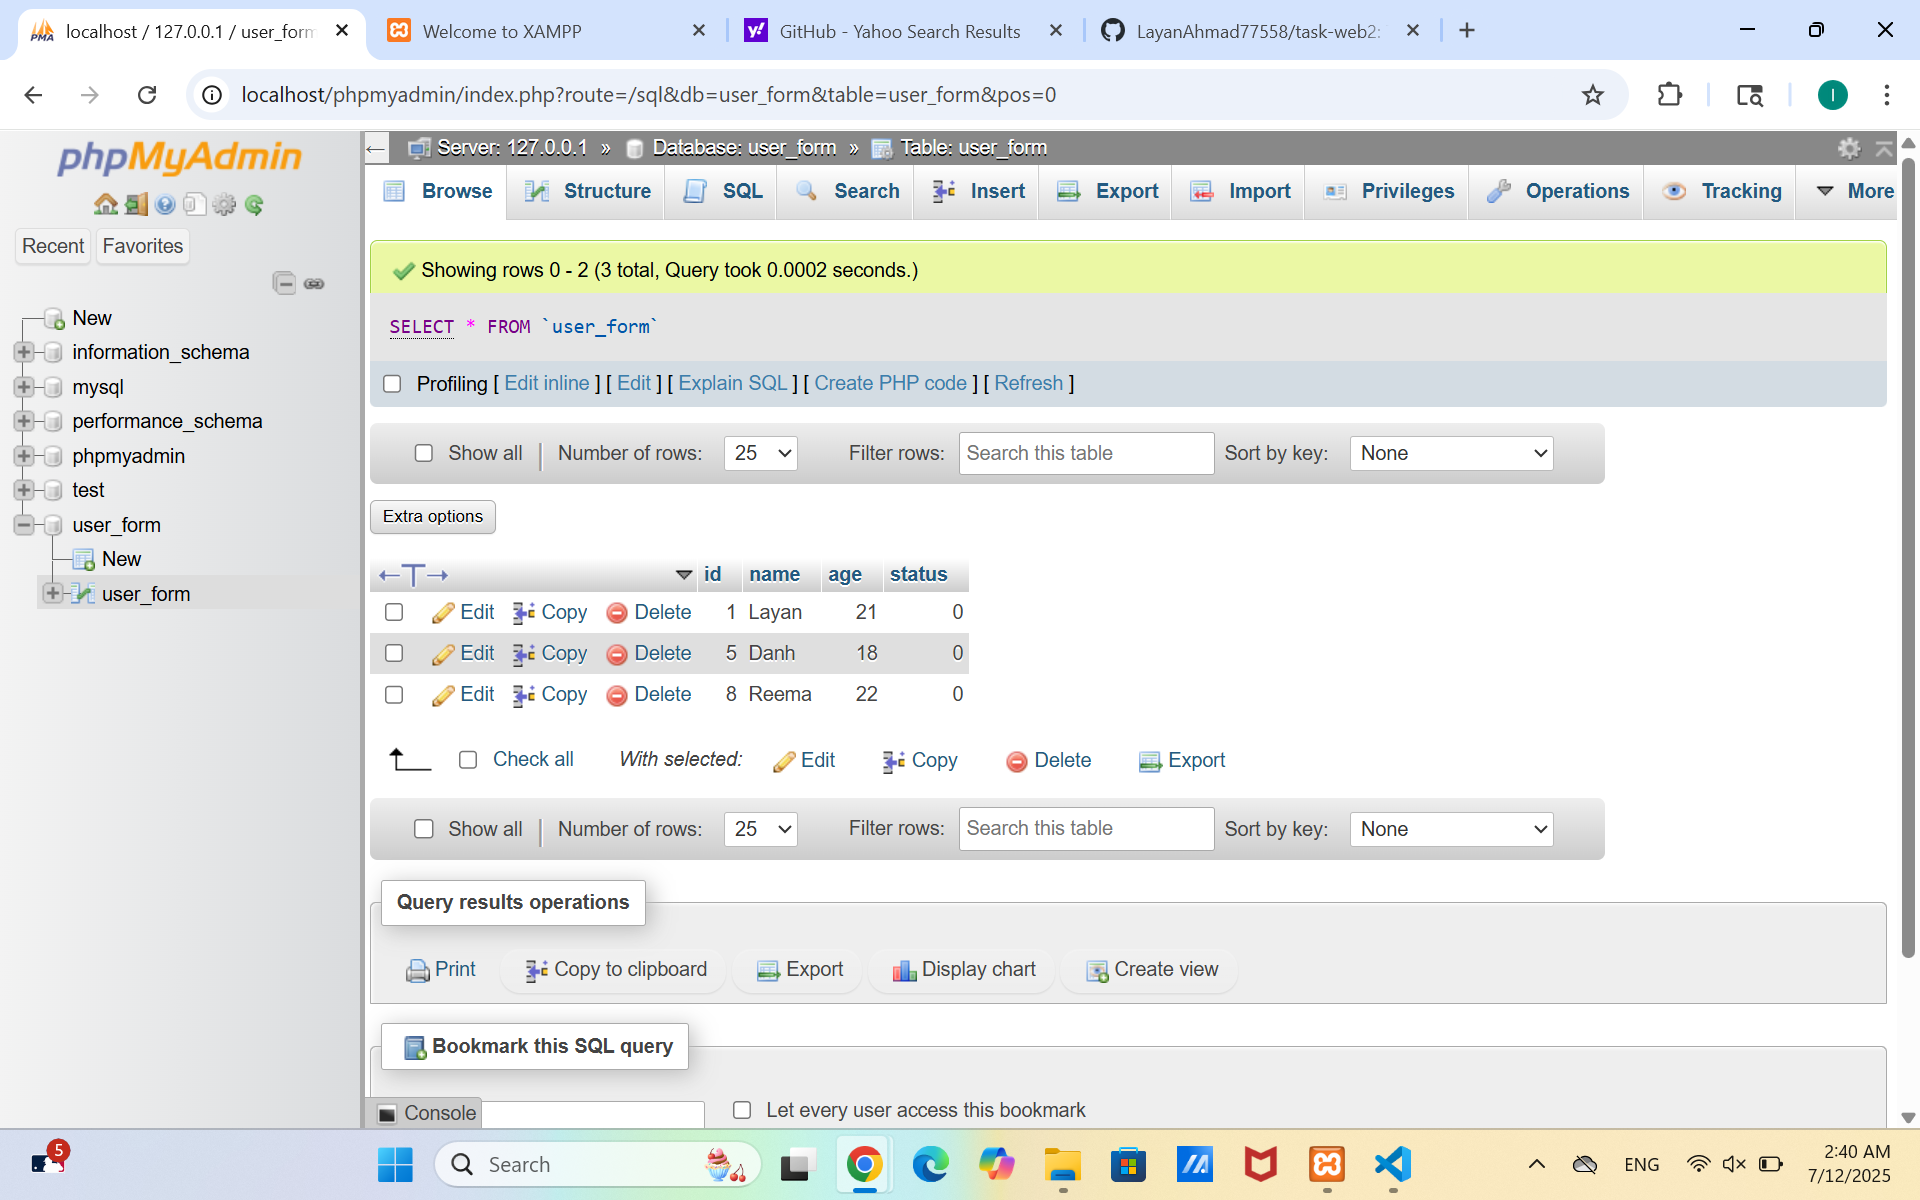 localhost / 127.0.0.1 / user_form
Welcome to XAMPP
GitHub - Yahoo Search Results
LayanAhmad77558/task-web2:
localhost/phpmyadmin/index.php?route=/sql&db=user_form&table=user_form&pos=0
I
phpMyAdmin
Recent Favorites
New
information_schema
mysql
performance_schema
phpmyadmin
test
user_form
New
user_form
Server: 127.0.0.1 » Database: user_form » Table: user_form
Browse Structure SQL Search Insert Export Import Privileges Operations Tracking More
Showing rows 0 - 2 (3 total, Query took 0.0002 seconds.)
SELECT * FROM `user_form`
Profiling [ Edit inline ] [ Edit ] [ Explain SQL ] [ Create PHP code ] [ Refresh ]
Show all Number of rows: 25 Filter rows: Search this table Sort by key: None
Extra options
←T→ id name age status
Edit Copy Delete 1 Layan 21 0
Edit Copy Delete 5 Danh 18 0
Edit Copy Delete 8 Reema 22 0
Check all With selected: Edit Copy Delete Export
Show all Number of rows: 25 Filter rows: Search this table Sort by key: None
Query results operations
Print Copy to clipboard Export Display chart Create view
Bookmark this SQL query
Console
Let every user access this bookmark
5
Search
ENG
2:40 AM
7/12/2025